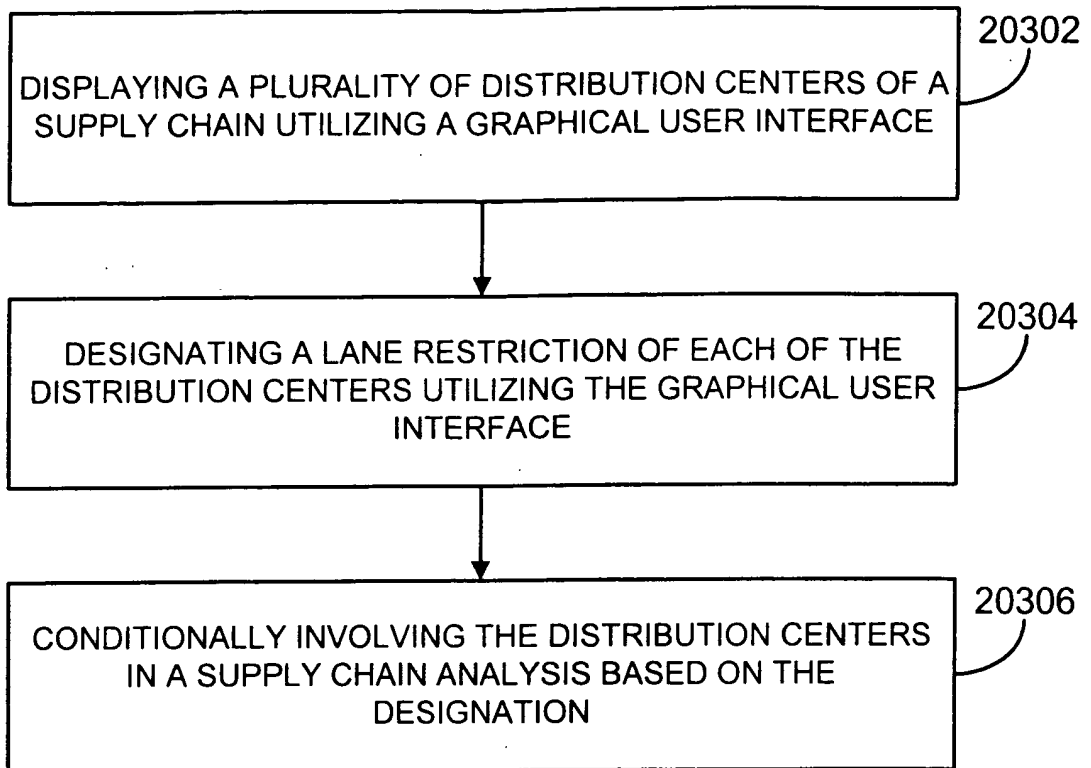 20302
DISPLAYING A PLURALITY OF DISTRIBUTION CENTERS OF A
SUPPLY CHAIN UTILIZING A GRAPHICAL USER INTERFACE
20304
DESIGNATING A LANE RESTRICTION OF EACH OF THE
DISTRIBUTION CENTERS UTILIZING THE GRAPHICAL USER
INTERFACE
20306
CONDITIONALLY INVOLVING THE DISTRIBUTION CENTERS
IN A SUPPLY CHAIN ANALYSIS BASED ON THE
DESIGNATION